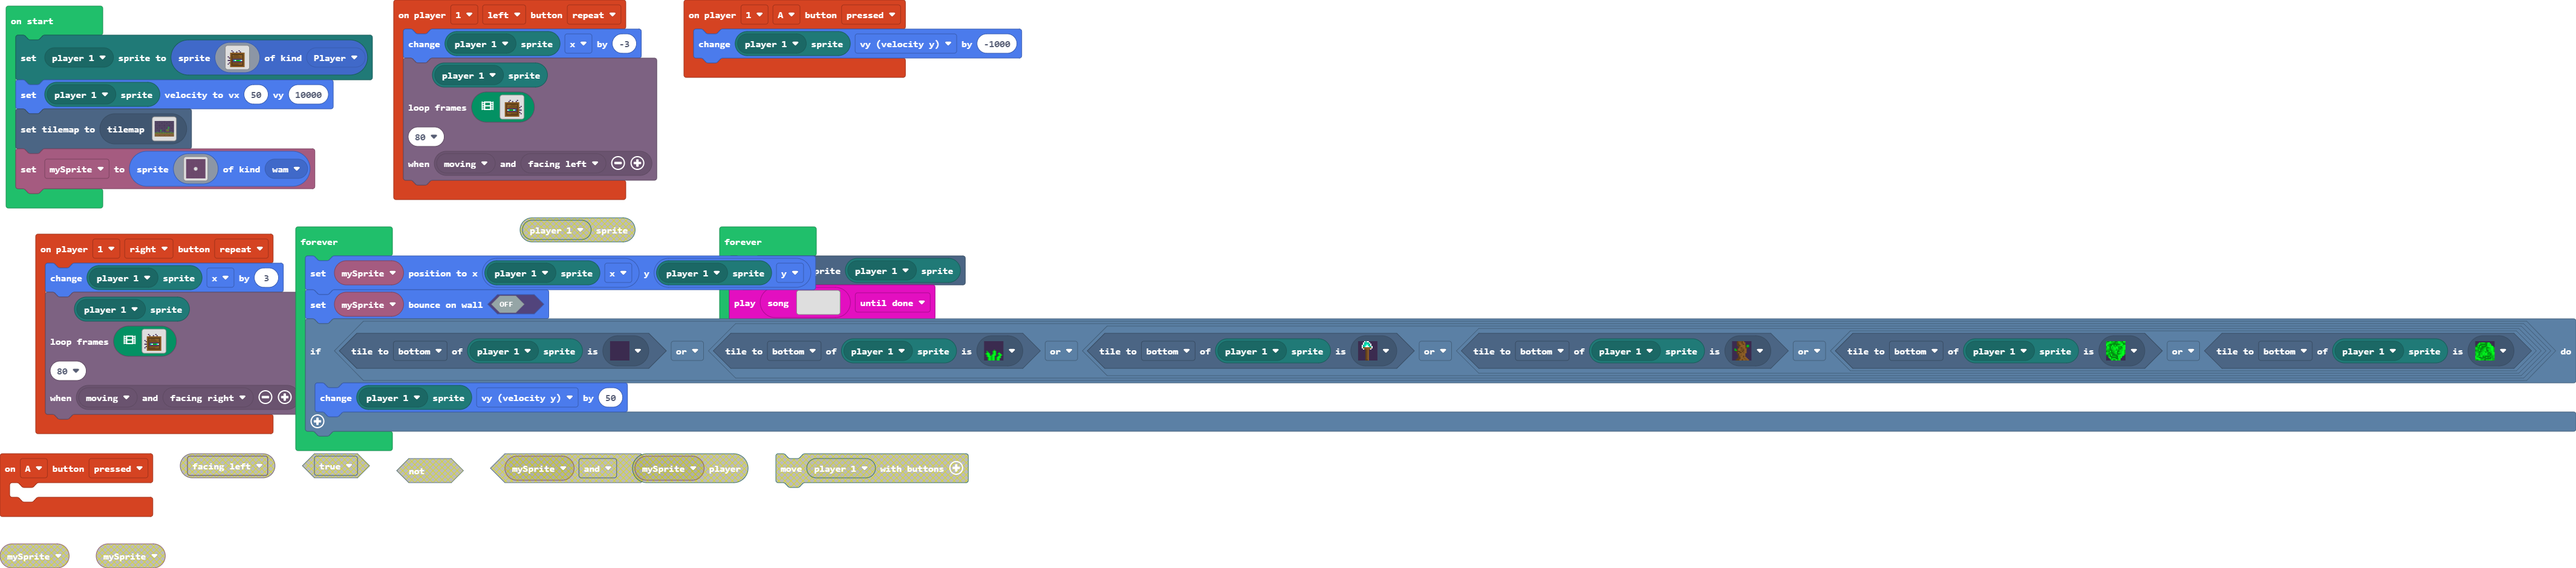 on start
set player 1 sprite to sprite of kind Player
set player 1 sprite velocity to vx 50 vy 10000
set tilemap to tilemap
set mySprite to sprite of kind wam
on player 1 left button repeat
change player 1 sprite x by -3
player 1 sprite
loop frames
80
when moving and facing left
on player 1 A button pressed
change player 1 sprite vy (velocity y) by -1000
player 1 sprite
on player 1 right button repeat
change player 1 sprite x by 3
player 1 sprite
loop frames
80
when moving and facing right
forever
set mySprite position to x player 1 sprite x y player 1 sprite y
set mySprite bounce on wall OFF
if tile to bottom of player 1 sprite is or tile to bottom of player 1 sprite is or tile to bottom of player 1 sprite is or tile to bottom of player 1 sprite is or tile to bottom of player 1 sprite is or tile to bottom of player 1 sprite is do
change player 1 sprite vy (velocity y) by 50
forever
player 1 sprite
play song until done
on A button pressed
facing left
true
not
mySprite and
mySprite player
move player 1 with buttons
mySprite
mySprite